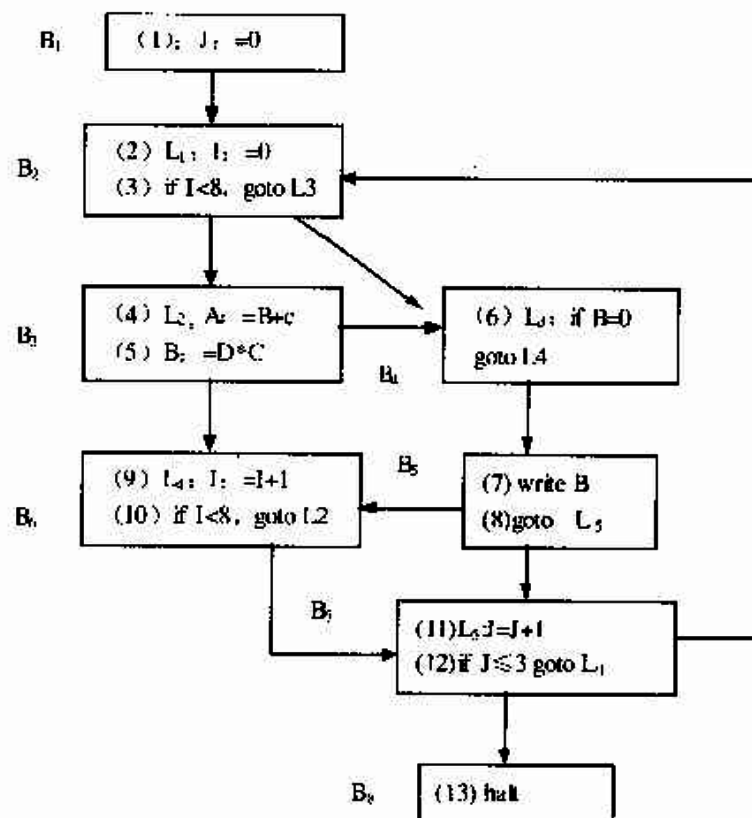 B₁
(1): J: =0
B₂
(2) L₁: I: =0
(3) if I<8, goto L3
B₃
(4) L₂, A: =B+c
(5) B: =D*C
B₄
(6) L₃: if B=0
goto L4
B₅
(7) write B
(8)goto L₅
B₆
(9) L₄: I: =I+1
(10) if I<8, goto L2
B₇
(11)L₅:J=J+1
(12)if J≤3 goto L₁
B₈
(13) halt